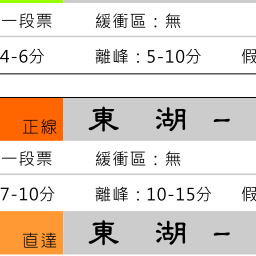 一段票 緩衝區：無
4-6分 離峰：5-10分 假
正線 東湖－
一段票 緩衝區：無
7-10分 離峰：10-15分 假
直達 東湖－